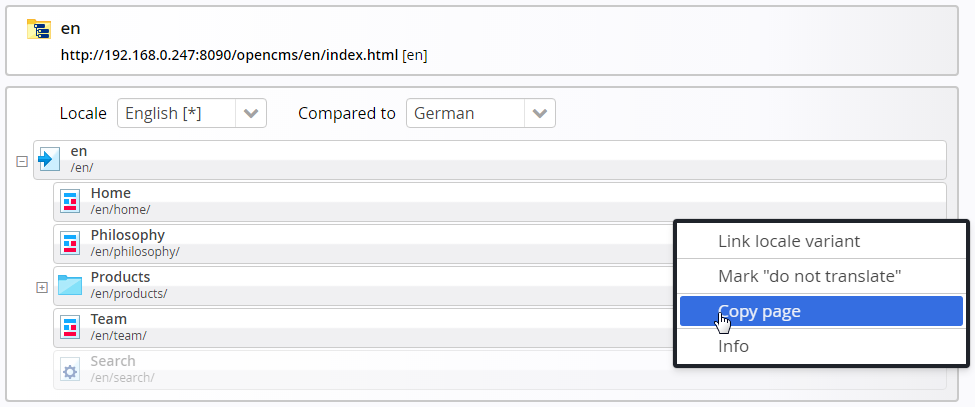 en
http://192.168.0.247:8090/opencms/en/index.html [en]
Locale English [*] Compared to German
en
/en/
Home
/en/home/
Philosophy
/en/philosophy/
Products
/en/products/
Team
/en/team/
Search
/en/search/
Link locale variant
Mark "do not translate"
Copy page
Info